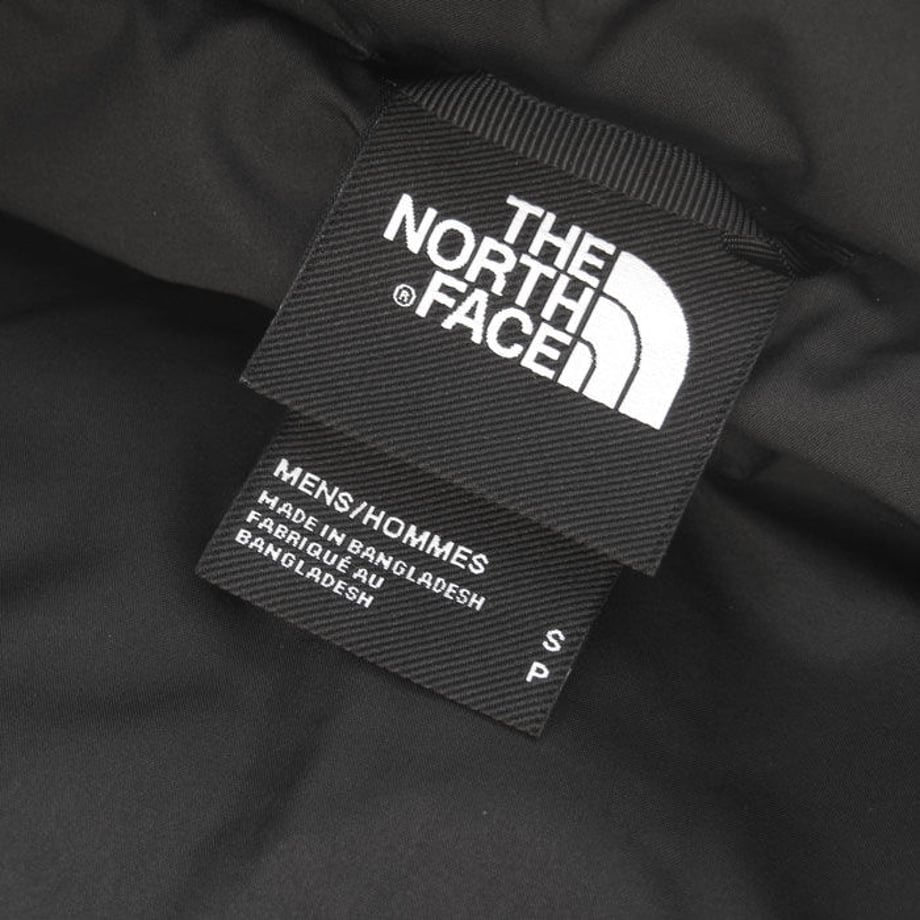 THE
NORTH
® FACE
MENS/HOMMES
MADE IN BANGLADESH
FABRIQUÉ AU
BANGLADESH
S
P